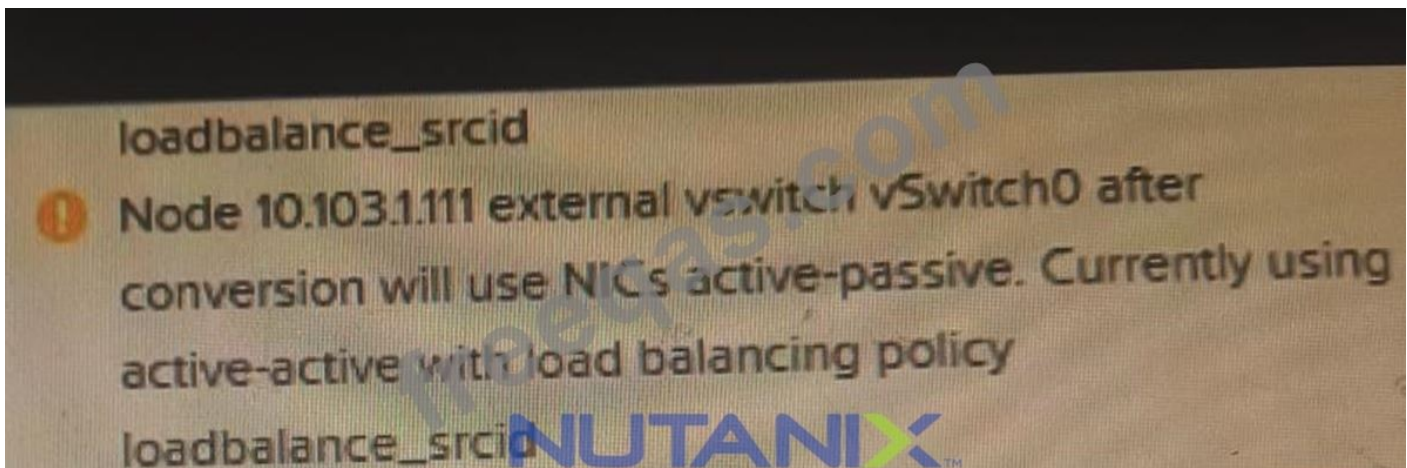 loadbalance_srcid
Node 10.103.1.111 external vswitch vSwitch0 after
conversion will use NICs active-passive. Currently using
active-active with load balancing policy
loadbalance_srcid
NUTANIX™
freeqas.com